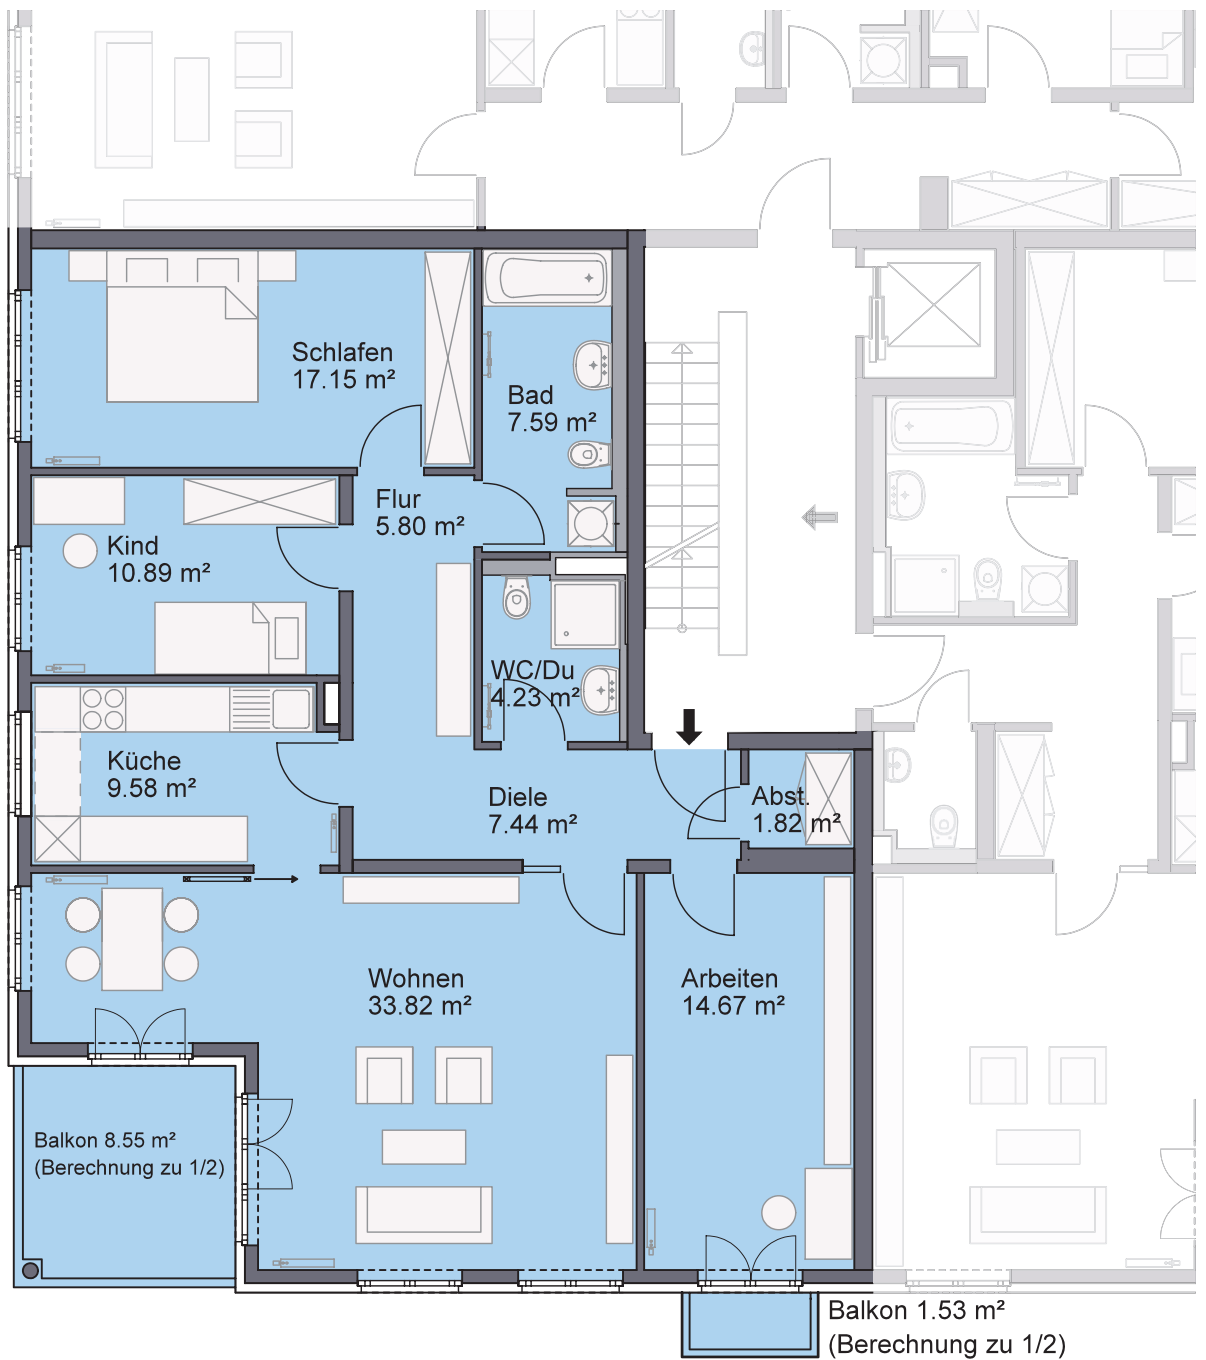 Schlafen
17.15 m²
Bad
7.59 m²
Flur
5.80 m²
Kind
10.89 m²
WC/Du
4.23 m²
Küche
9.58 m²
Diele
7.44 m²
Abst.
1.82 m²
Wohnen
33.82 m²
Arbeiten
14.67 m²
Balkon 8.55 m²
(Berechnung zu 1/2)
Balkon 1.53 m²
(Berechnung zu 1/2)